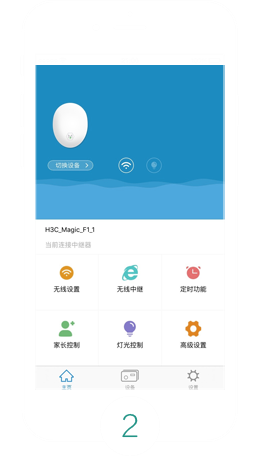 切换设备 >
H3C_Magic_F1_1
当前连接中继器
无线设置 无线中继 定时功能
家长控制 灯光控制 高级设置
主页 设备 设置
2